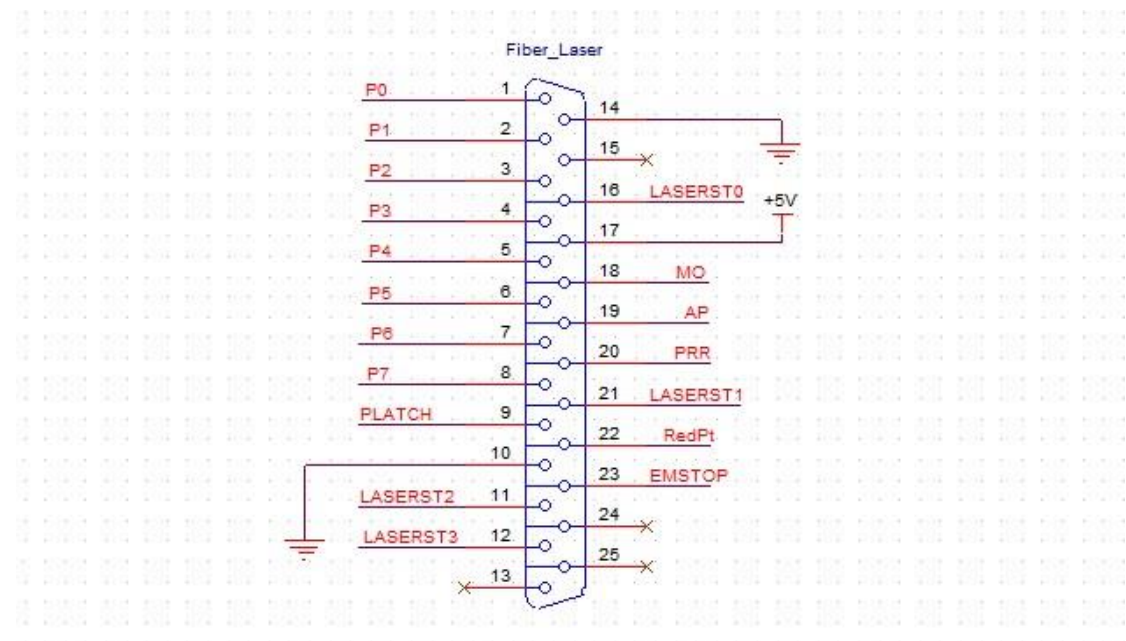 Fiber_Laser
P0 1
14
P1 2
15
P2 3
16 LASERST0 +5V
P3 4
17
P4 5
18 MO
P5 6
19 AP
P6 7
20 PRR
P7 8
21 LASERST1
PLATCH 9
22 RedPt
10
23 EMSTOP
LASERST2 11
24
LASERST3 12
25
13